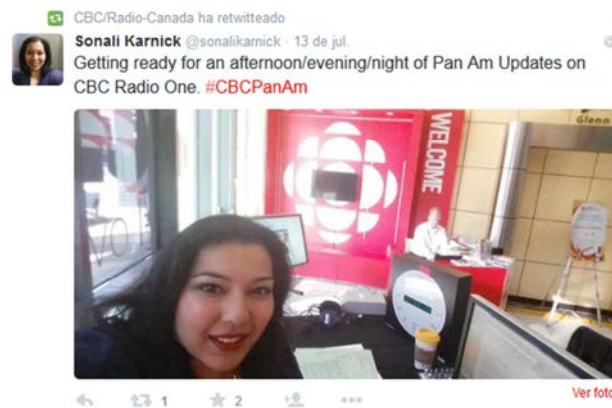 CBC/Radio-Canada ha retwitteado
Sonali Karnick @sonalikarnick · 13 de jul.
Getting ready for an afternoon/evening/night of Pan Am Updates on
CBC Radio One. #CBCPanAm
WELCOME
Glenn
1
2
Ver foto